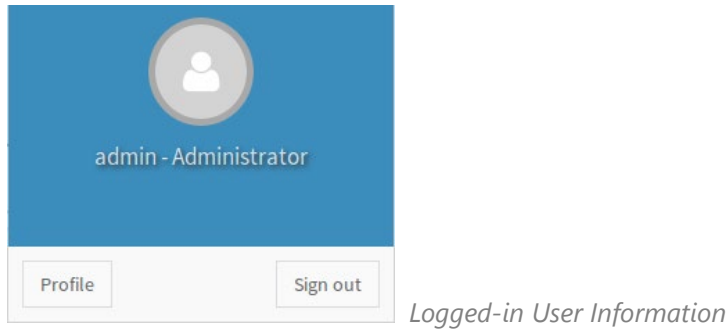 admin - Administrator
Profile
Sign out
Logged-in User Information